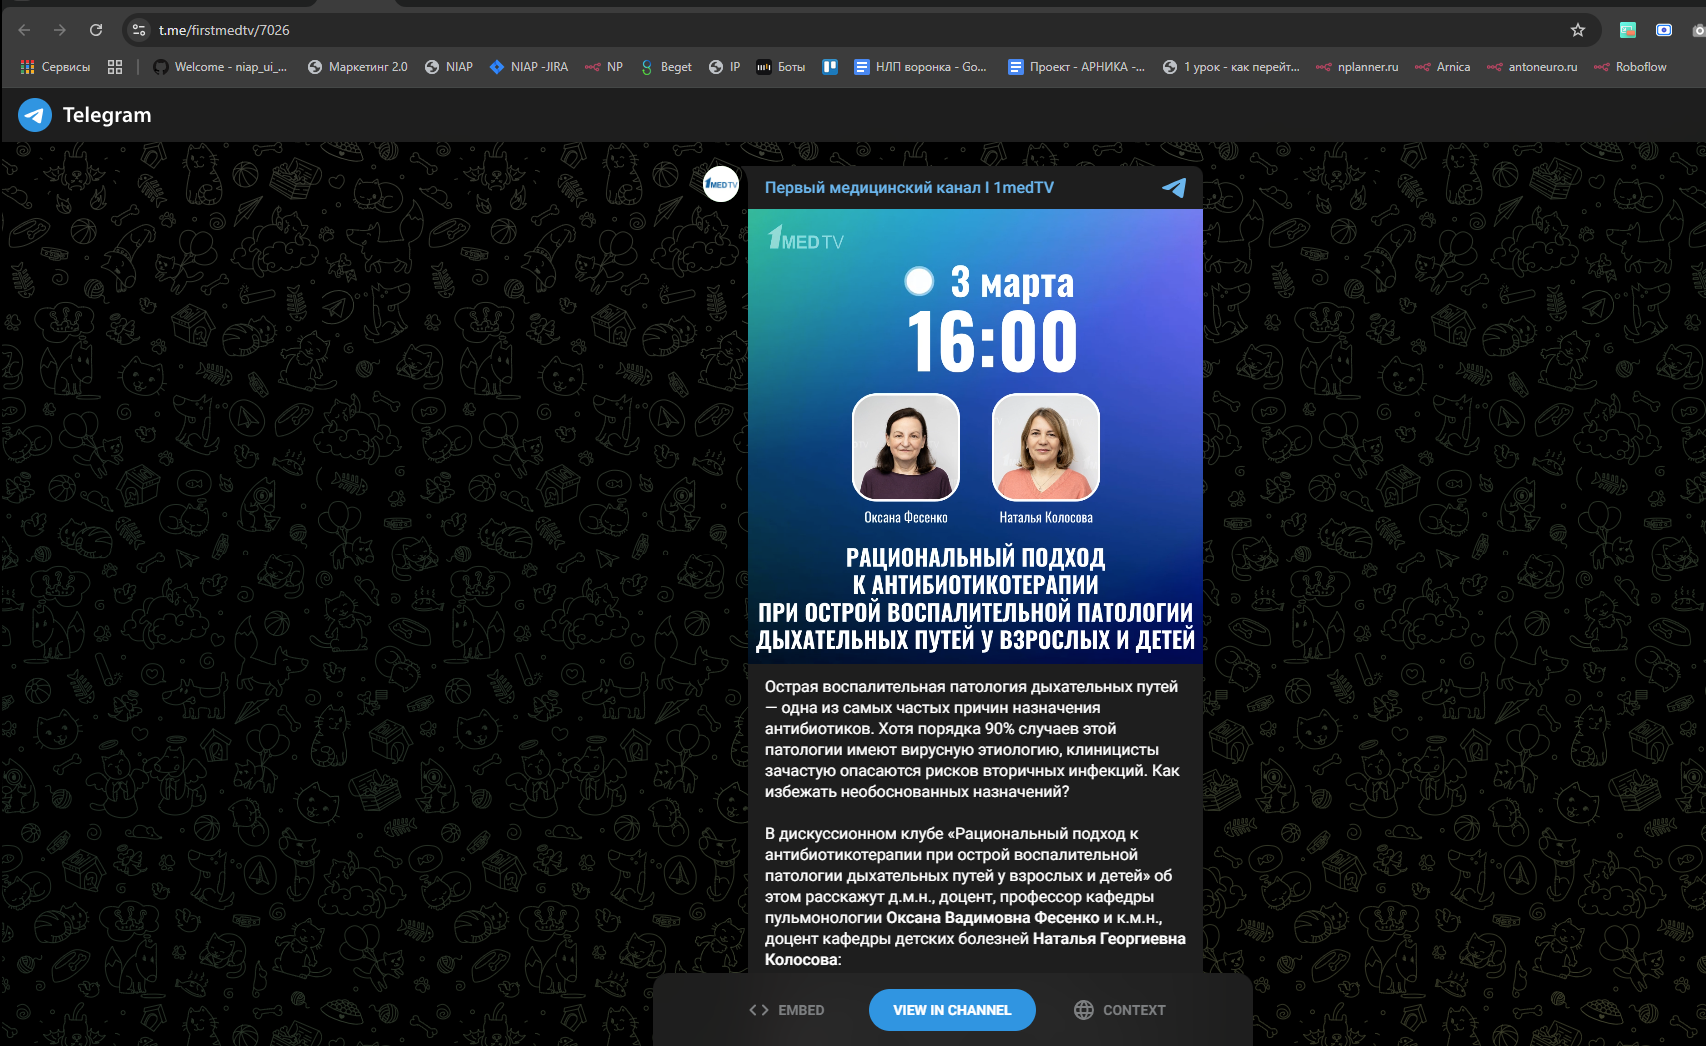 t.me/firstmedtv/7026
Сервисы
Welcome - niap_ui_...
Маркетинг 2.0
NIAP
NIAP -JIRA
NP
Beget
IP
Боты
НЛП воронка - Go...
Проект - АРНИКА -...
1 урок - как перейт...
nplanner.ru
Arnica
antoneuro.ru
Roboflow
Telegram
1MED TV
Первый медицинский канал I 1medTV
1MED TV
3 марта
16:00
Оксана Фесенко
Наталья Колосова
РАЦИОНАЛЬНЫЙ ПОДХОД
К АНТИБИОТИКОТЕРАПИИ
ПРИ ОСТРОЙ ВОСПАЛИТЕЛЬНОЙ ПАТОЛОГИИ
ДЫХАТЕЛЬНЫХ ПУТЕЙ У ВЗРОСЛЫХ И ДЕТЕЙ
Острая воспалительная патология дыхательных путей
— одна из самых частых причин назначения
антибиотиков. Хотя порядка 90% случаев этой
патологии имеют вирусную этиологию, клиницисты
зачастую опасаются рисков вторичных инфекций. Как
избежать необоснованных назначений?
В дискуссионном клубе «Рациональный подход к
антибиотикотерапии при острой воспалительной
патологии дыхательных путей у взрослых и детей» об
этом расскажут д.м.н., доцент, профессор кафедры
пульмонологии Оксана Вадимовна Фесенко и к.м.н.,
доцент кафедры детских болезней Наталья Георгиевна
Колосова:
EMBED
VIEW IN CHANNEL
CONTEXT